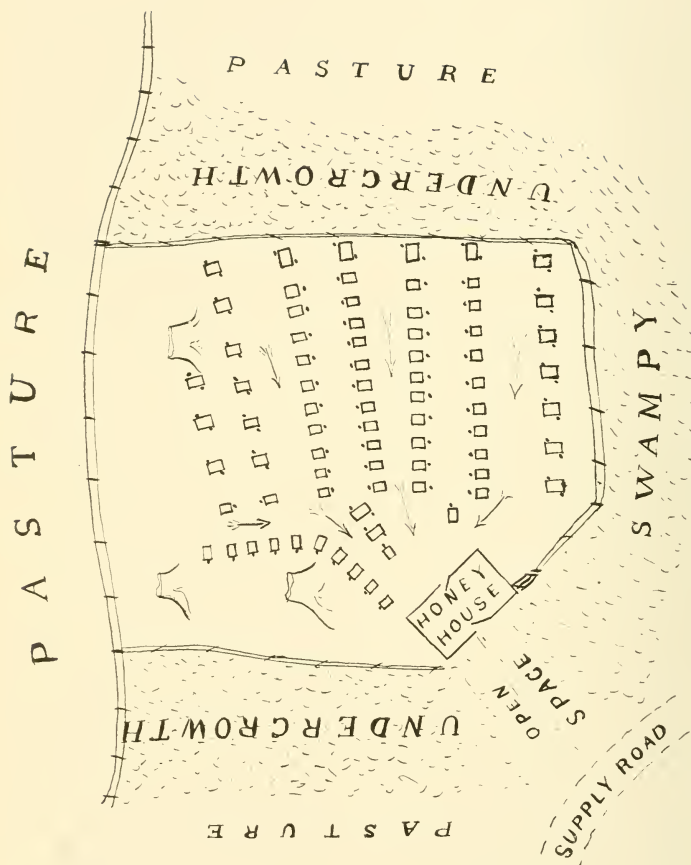 PASTURE
UNDERGROWTH
PASTURE
SWAMPY
HONEY
HOUSE
OPEN
SPACE
UNDERGROWTH
SUPPLY ROAD
PASTURE